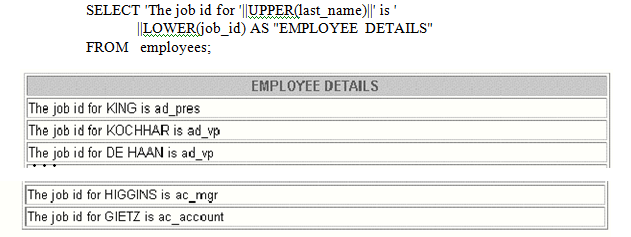 SELECT 'The job id for '||UPPER(last_name)||' is '
||LOWER(job_id) AS "EMPLOYEE DETAILS"
FROM employees;
EMPLOYEE DETAILS
The job id for KING is ad_pres
The job id for KOCHHAR is ad_vp
The job id for DE HAAN is ad_vp
...
The job id for HIGGINS is ac_mgr
The job id for GIETZ is ac_account